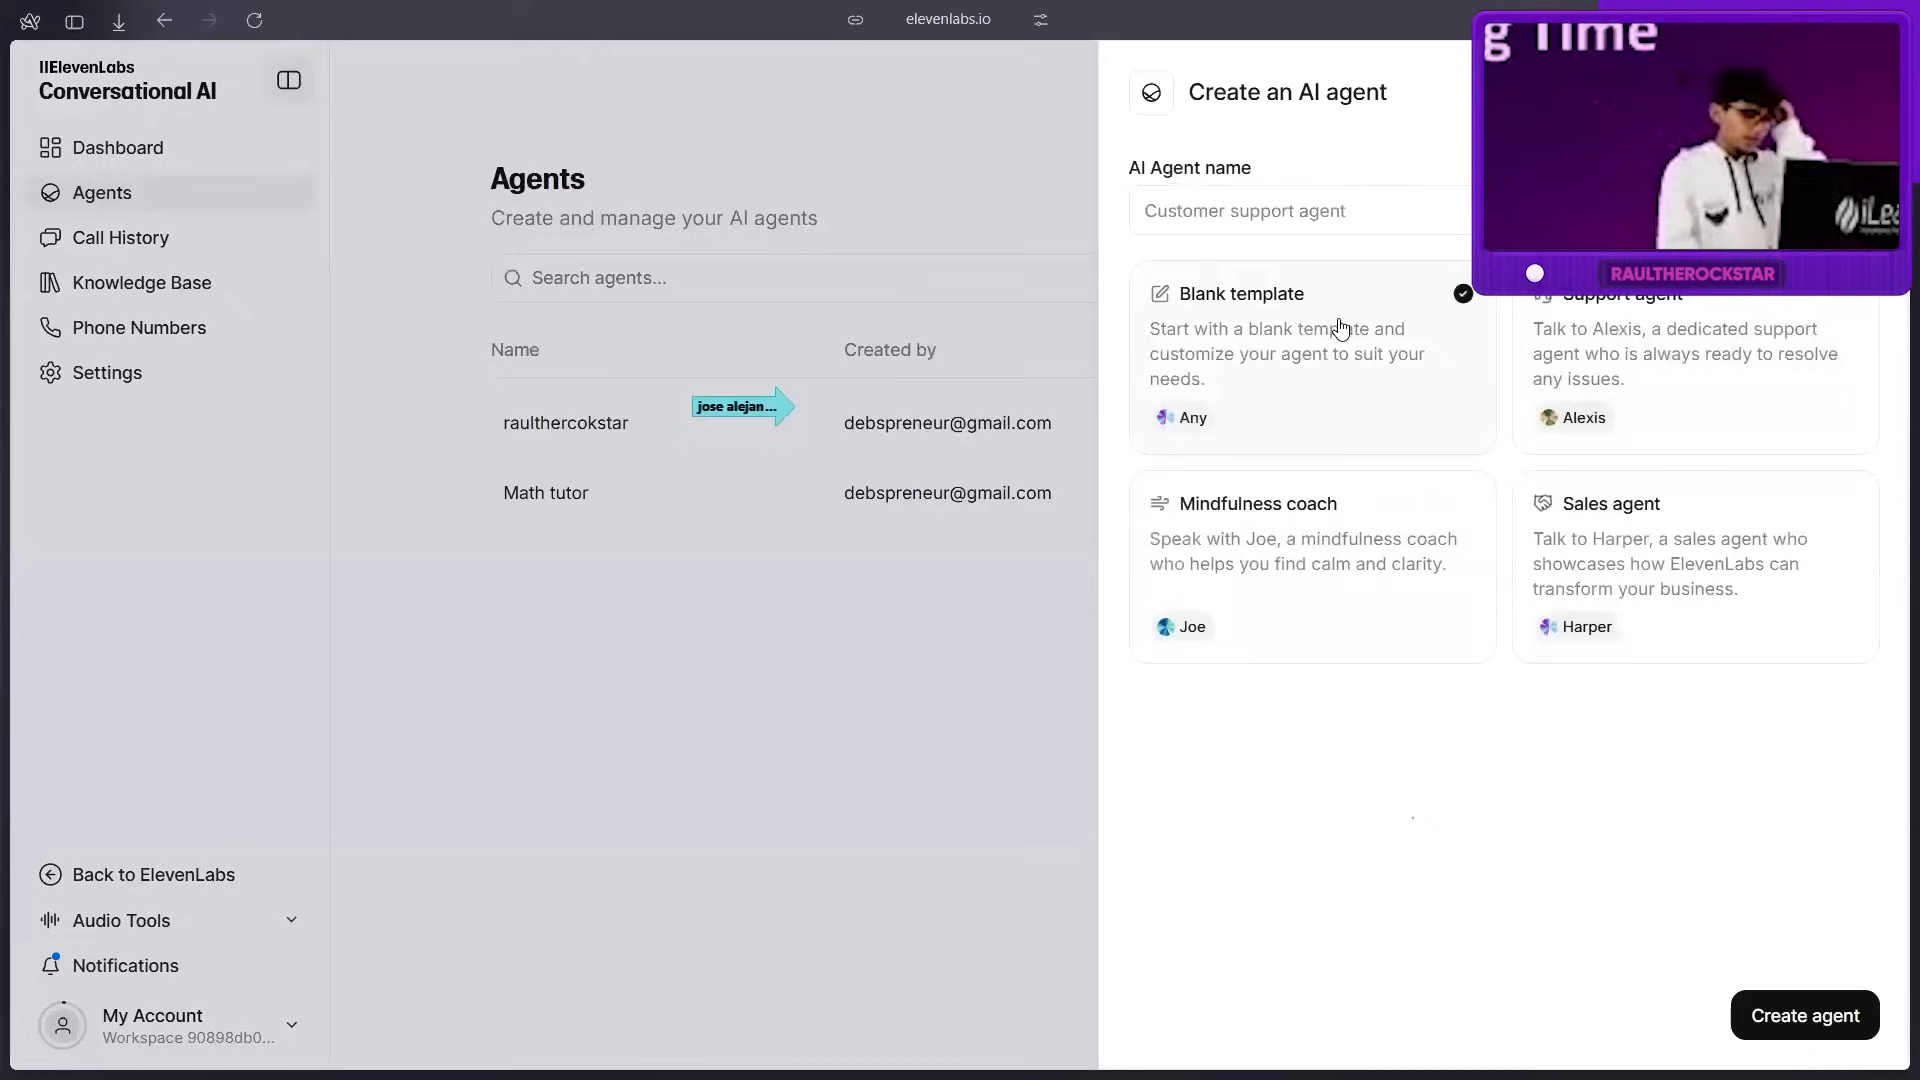 elevenlabs.io
IIElevenLabs
Conversational AI
Dashboard
Agents
Call History
Knowledge Base
Phone Numbers
Settings
Back to ElevenLabs
Audio Tools
Notifications
My Account
Workspace 90898db0...
Agents
Create and manage your AI agents
Search agents...
Name
Created by
jose alejan...
raulthercokstar
debspreneur@gmail.com
Math tutor
debspreneur@gmail.com
Create an AI agent
AI Agent name
Customer support agent
Blank template
Start with a blank template and
customize your agent to suit your
needs.
Any
Support agent
Talk to Alexis, a dedicated support
agent who is always ready to resolve
any issues.
Alexis
Mindfulness coach
Speak with Joe, a mindfulness coach
who helps you find calm and clarity.
Joe
Sales agent
Talk to Harper, a sales agent who
showcases how ElevenLabs can
transform your business.
Harper
Create agent
g Time
iLea
RAULTHEROCKSTAR